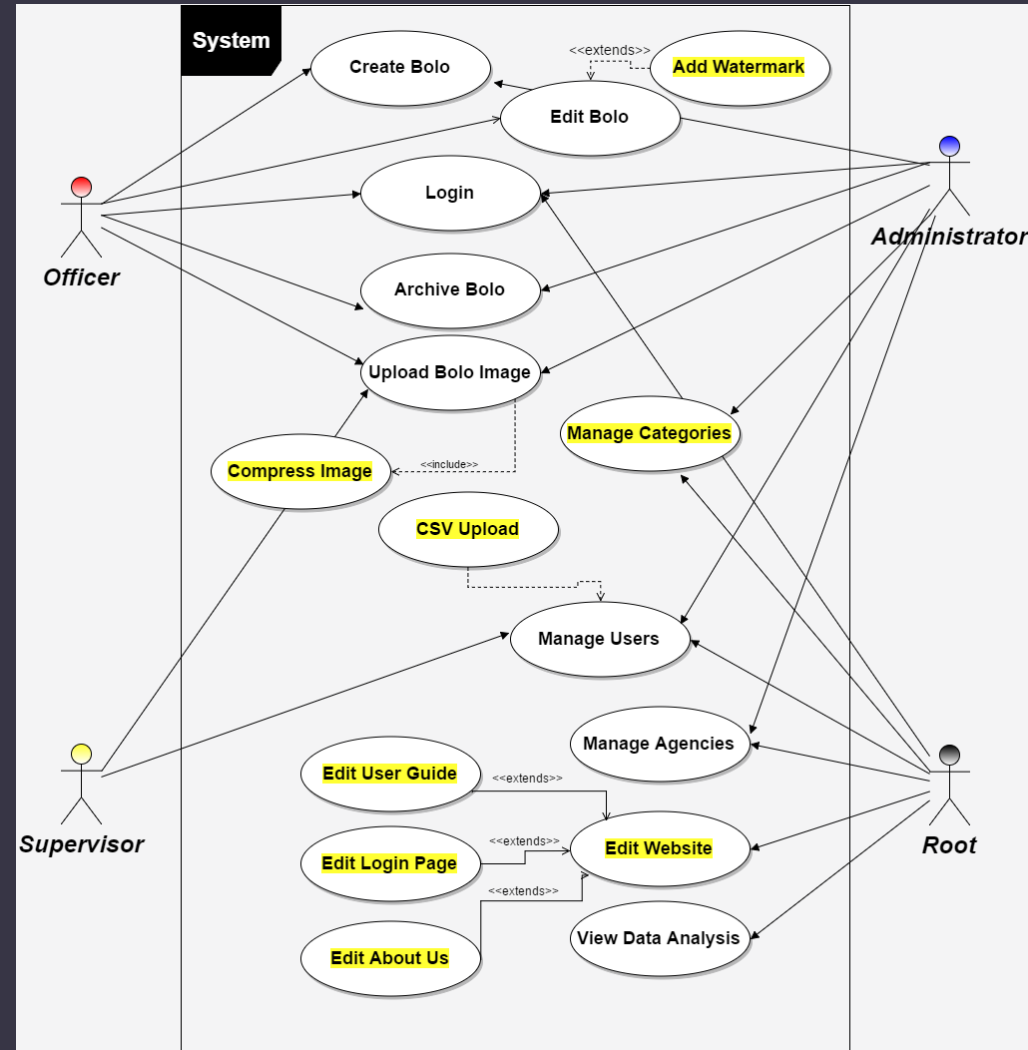 System
Create Bolo
<<extends>>
Add Watermark
Edit Bolo
Login
Administrator
Officer
Archive Bolo
Upload Bolo Image
Manage Categories
Compress Image
<<include>>
CSV Upload
Manage Users
Manage Agencies
Edit User Guide
<<extends>>
Supervisor
Edit Login Page
<<extends>>
Edit Website
Root
<<extends>>
Edit About Us
View Data Analysis